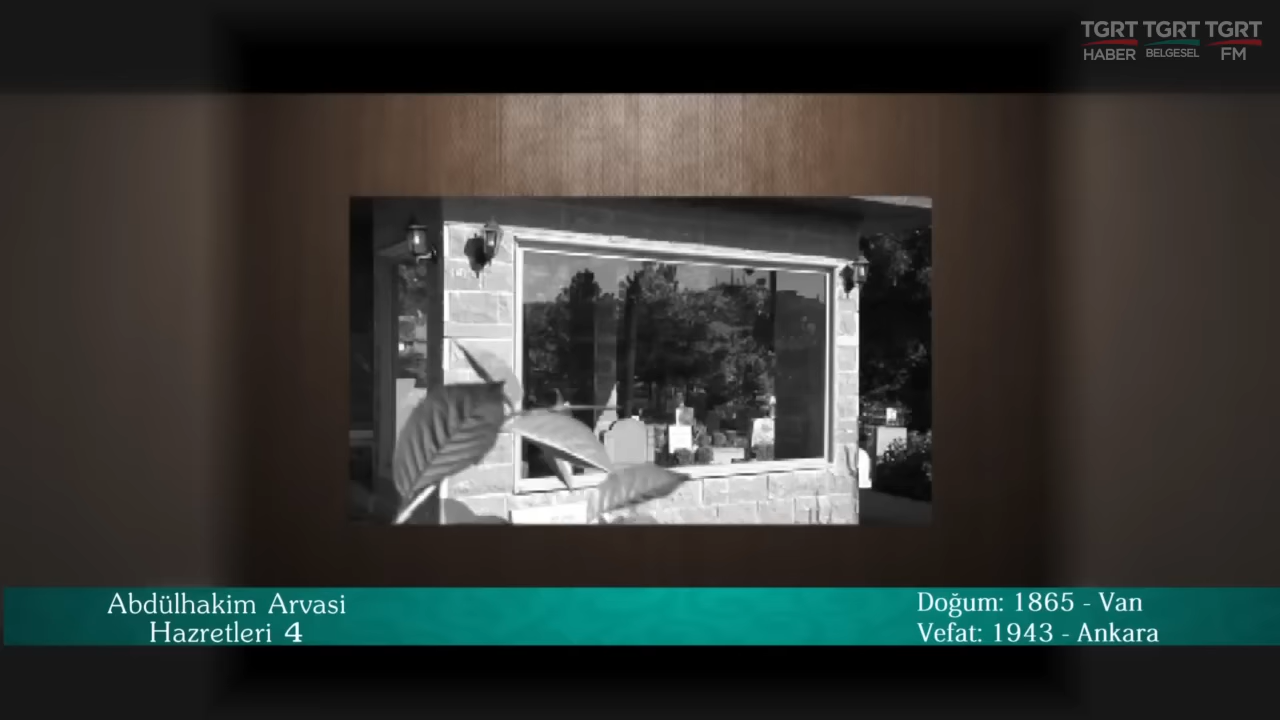 TGRT TGRT TGRT
HABER BELGESEL FM
Abdülhakim Arvasi
Hazretleri 4
Doğum: 1865 - Van
Vefat: 1943 - Ankara